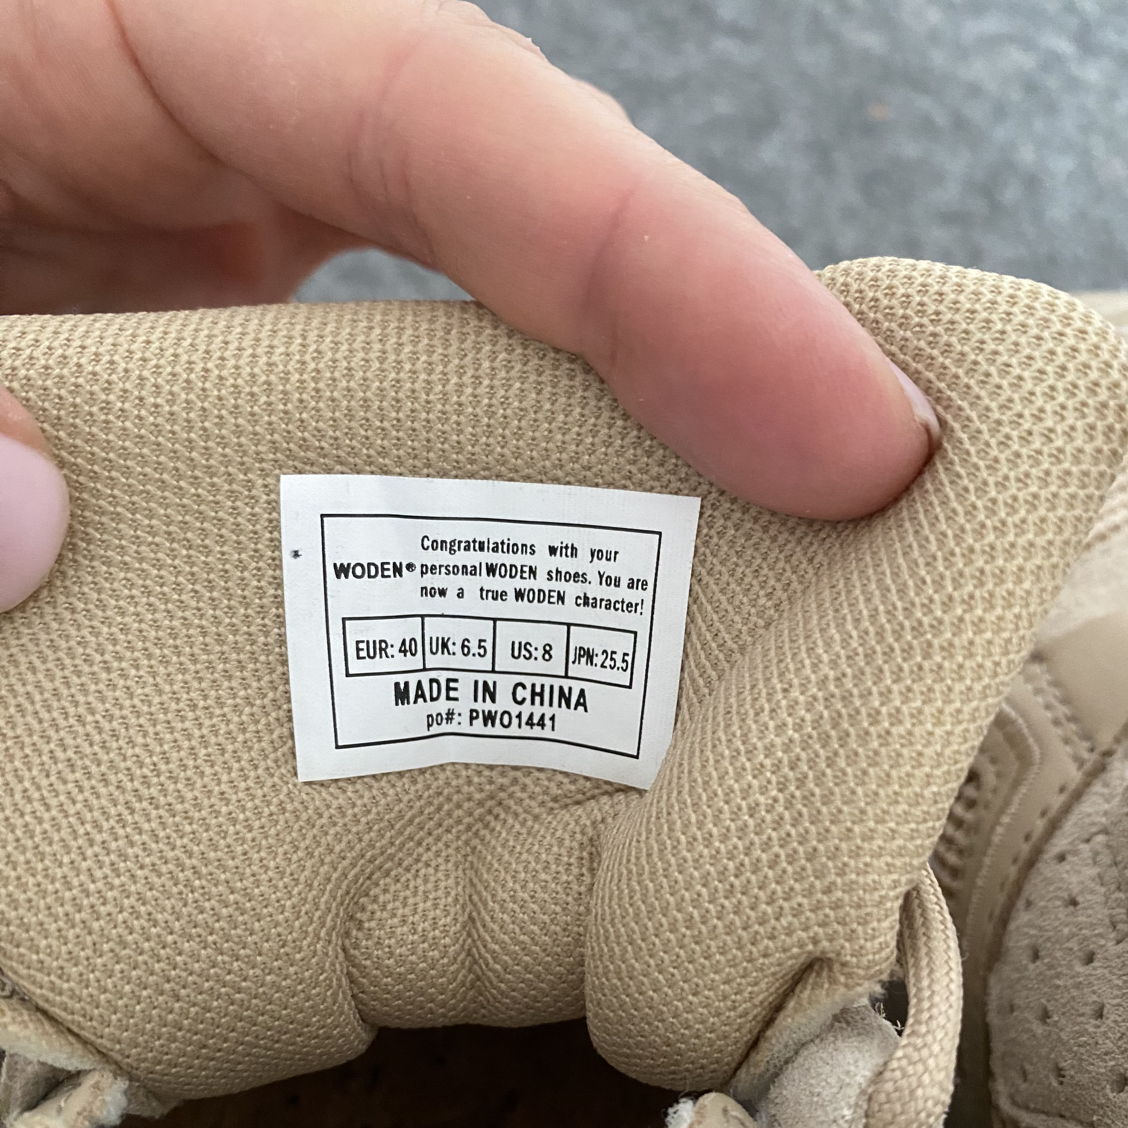 Congratulations with your
WODEN® personal WODEN shoes. You are
now a true WODEN character!
EUR: 40 UK: 6.5 US: 8 JPN: 25.5
MADE IN CHINA
po#: PWO1441